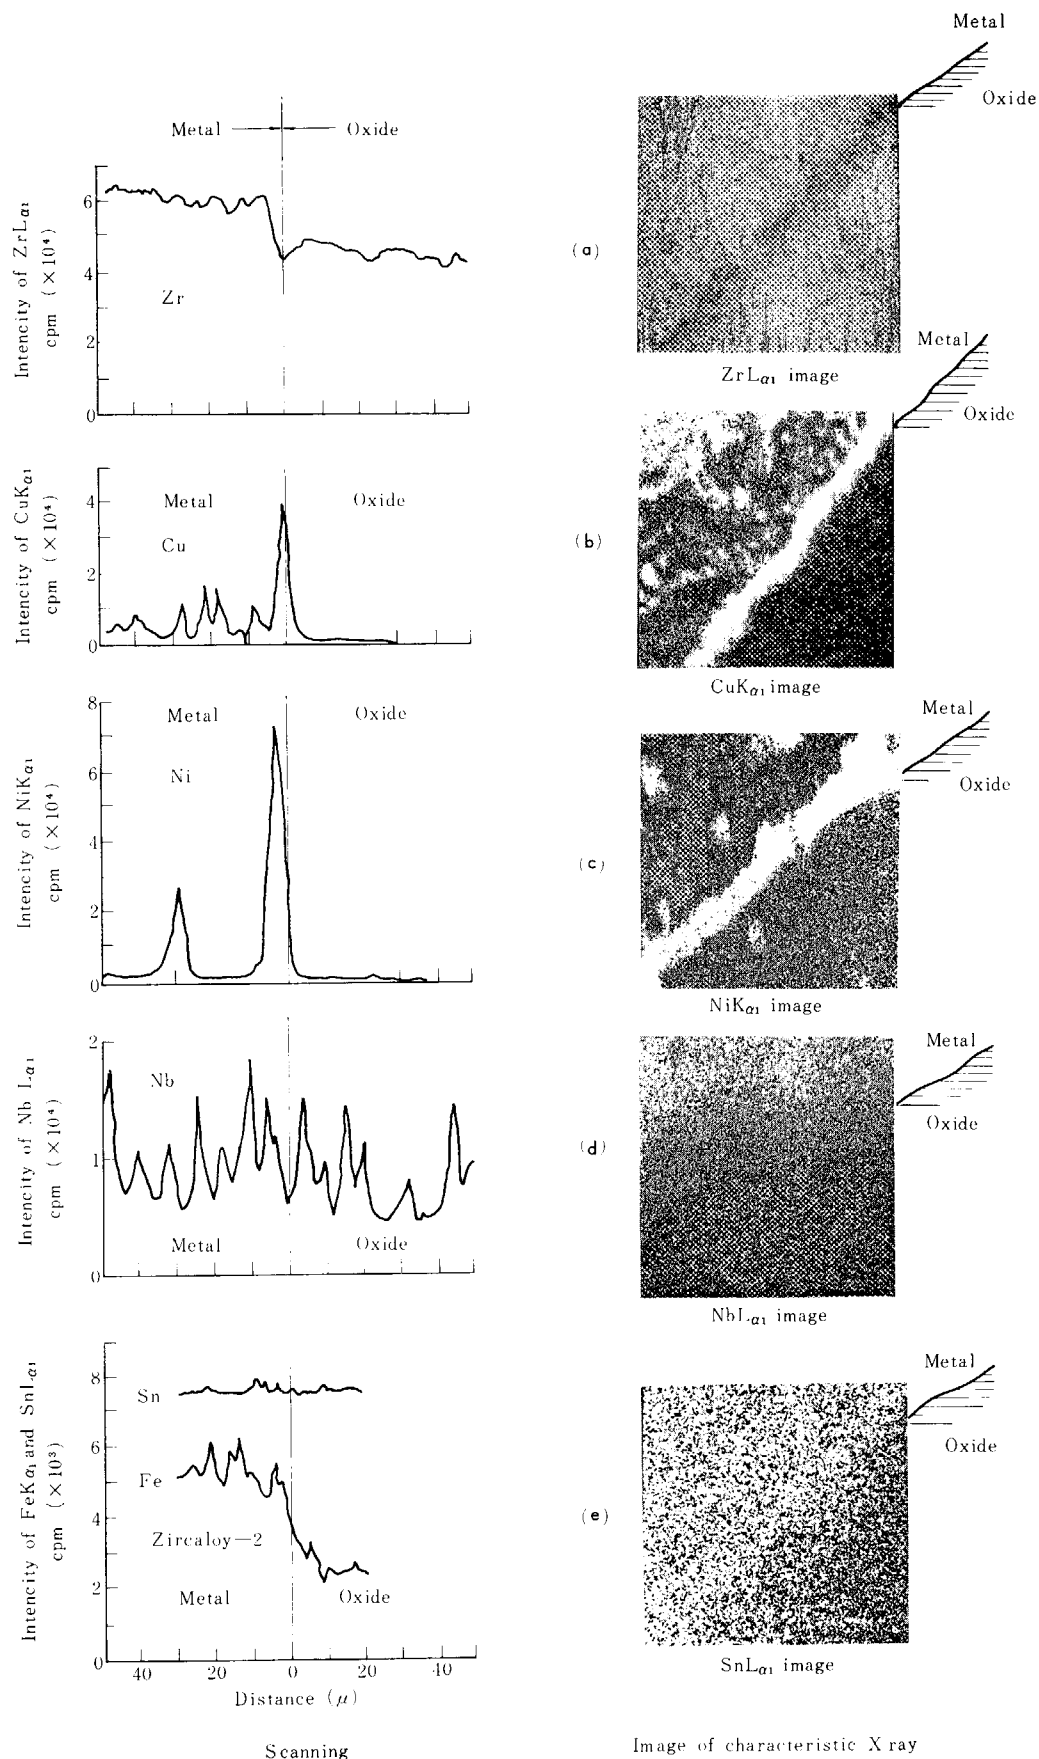 Metal
Oxide
Metal Oxide
Intencity of ZrLα1
cpm (×10⁴)
6
4
2
0
Zr
(a)
ZrLα1 image
Metal
Oxide
Intencity of CuKα1
cpm (×10⁴)
4
2
0
Metal
Oxide
Cu
(b)
CuKα1 image
Metal
Oxide
Intencity of NiKα1
cpm (×10⁴)
8
6
4
2
0
Metal
Oxide
Ni
(c)
NiKα1 image
Metal
Oxide
Intencity of Nb Lα1
cpm (×10⁴)
2
1
0
Nb
Metal
Oxide
(d)
NbLα1 image
Metal
Oxide
Intencity of FeKα1 and SnLα1
cpm (×10³)
8
6
4
2
0
Sn
Fe
Zircaloy-2
Metal
Oxide
(e)
SnLα1 image
40 20 0 20 40
Distance (μ)
Scanning
Image of characteristic X ray